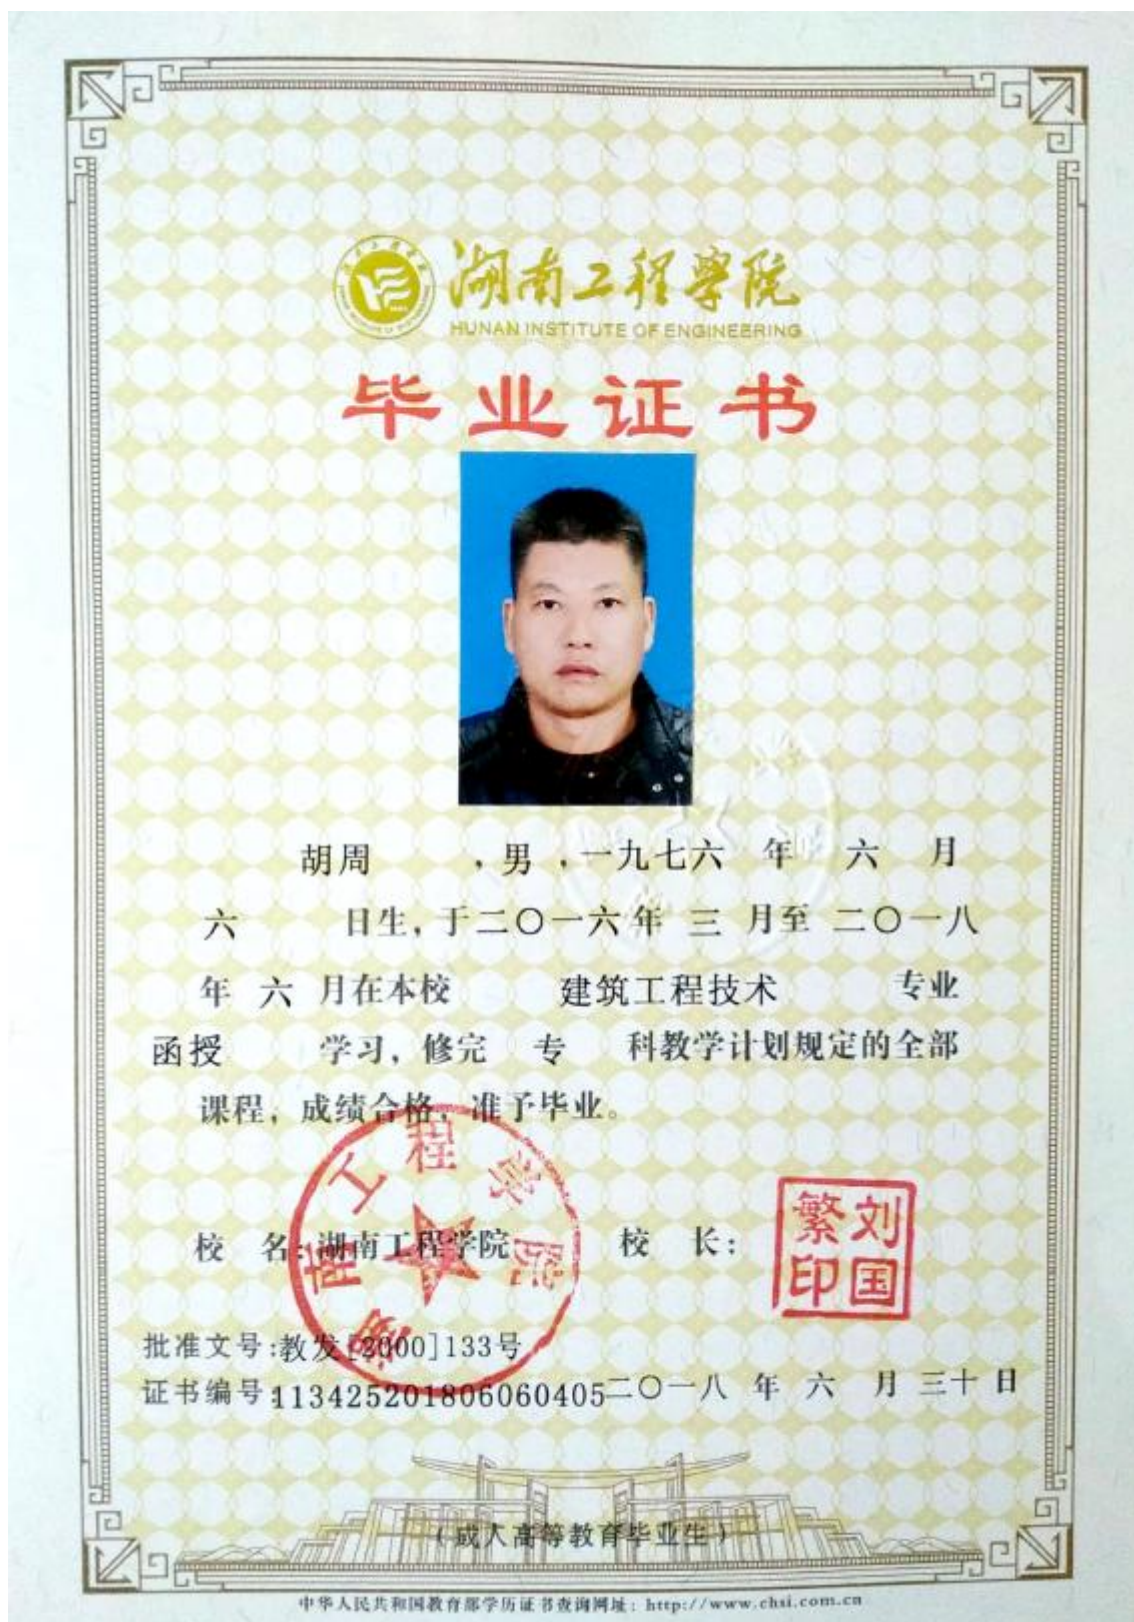 湖南工程学院
HUNAN INSTITUTE OF ENGINEERING
毕业证书
胡周 ,男,一九七六 年 六 月
六 日生,于二〇一六年 三 月至 二〇一八
年 六 月在本校 建筑工程技术 专业
函授 学习,修完 专 科教学计划规定的全部
课程,成绩合格,准予毕业。
校 名:湖南工程学院 校 长:
湖南工程学院
刘国繁印
批准文号:教发[2000]133号
证书编号:113425201806060405 二〇一八 年 六 月 三十 日
(成人高等教育毕业生)
中华人民共和国教育部学历证书查询网址:http://www.chsi.com.cn